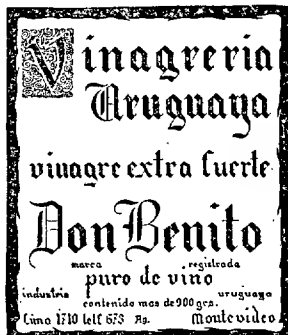 Vinagreria
Uruguaya
vinagre extra fuerte
Don Benito
marca registrada
puro de vino
industria uruguaya
contenido mas de 900 grs.
Lima 1710 telf 673 Ag. Montevideo